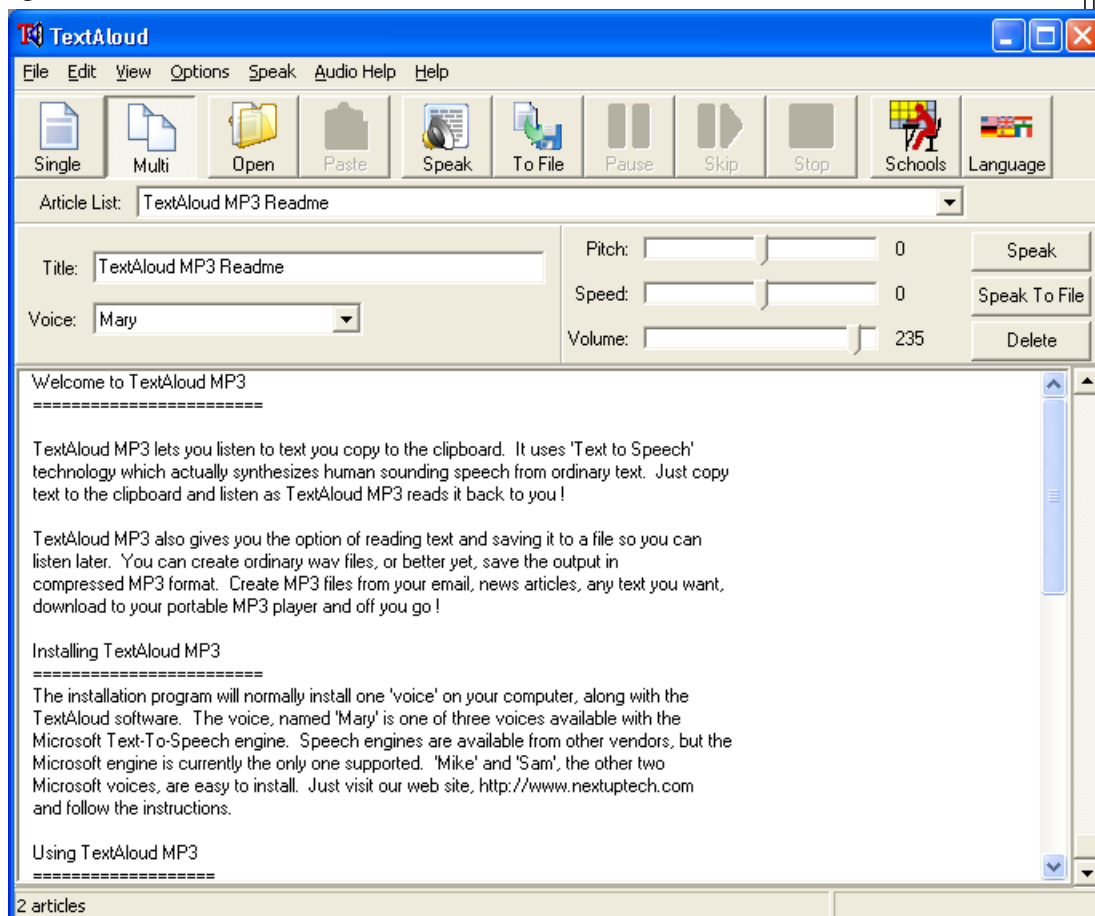 TextAloud
File Edit View Options Speak Audio Help Help
Single Multi Open Paste Speak To File Pause Skip Stop Schools Language
Article List: TextAloud MP3 Readme
Title: TextAloud MP3 Readme
Voice: Mary
Pitch: 0 Speak
Speed: 0 Speak To File
Volume: 235 Delete
Welcome to TextAloud MP3
========================
TextAloud MP3 lets you listen to text you copy to the clipboard.  It uses 'Text to Speech'
technology which actually synthesizes human sounding speech from ordinary text.  Just copy
text to the clipboard and listen as TextAloud MP3 reads it back to you !
TextAloud MP3 also gives you the option of reading text and saving it to a file so you can
listen later.  You can create ordinary wav files, or better yet, save the output in
compressed MP3 format.  Create MP3 files from your email, news articles, any text you want,
download to your portable MP3 player and off you go !
Installing TextAloud MP3
========================
The installation program will normally install one 'voice' on your computer, along with the
TextAloud software.  The voice, named 'Mary' is one of three voices available with the
Microsoft Text-To-Speech engine.  Speech engines are available from other vendors, but the
Microsoft engine is currently the only one supported.  'Mike' and 'Sam', the other two
Microsoft voices, are easy to install.  Just visit our web site, http://www.nextuptech.com
and follow the instructions.
Using TextAloud MP3
===================
2 articles